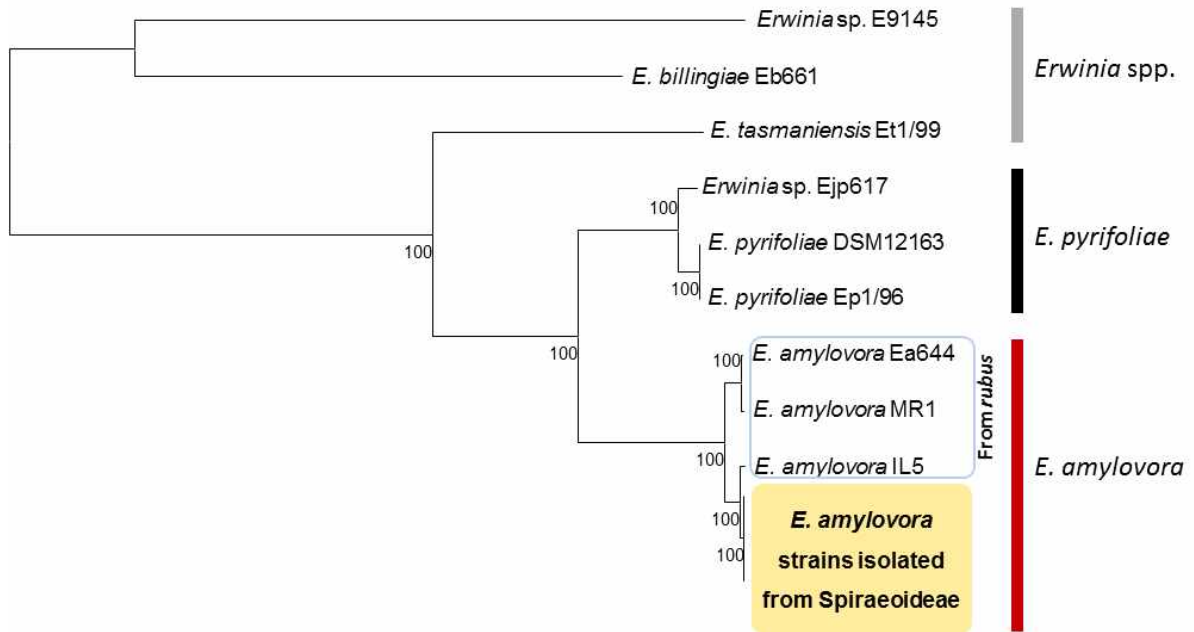 Erwinia sp. E9145
E. billingiae Eb661
Erwinia spp.
E. tasmaniensis Et1/99
100
Erwinia sp. Ejp617
100
E. pyrifoliae DSM12163
E. pyrifoliae
100
E. pyrifoliae Ep1/96
100
100
E. amylovora Ea644
E. amylovora MR1
From rubus
100
E. amylovora IL5
E. amylovora
100
100
E. amylovora
strains isolated
from Spiraeoideae